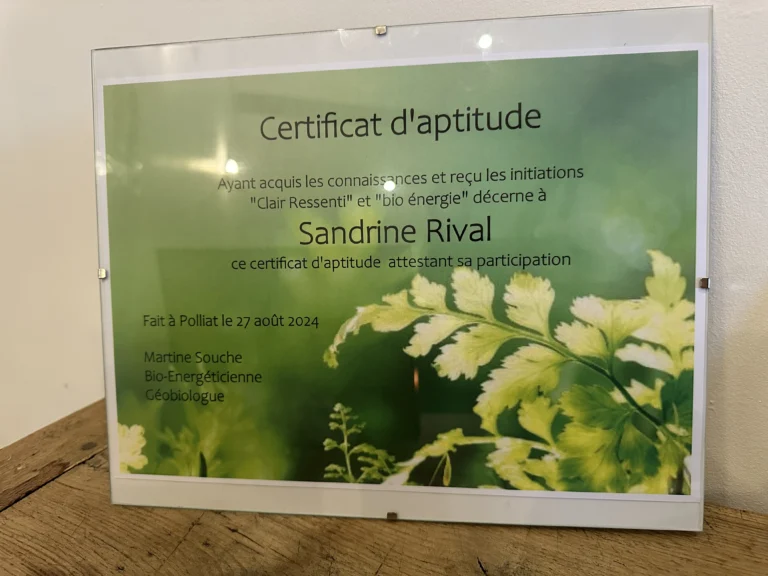 Certificat d'aptitude
Ayant acquis les connaissances et reçu les initiations
"Clair Ressenti" et "bio énergie" décerne à
Sandrine Rival
ce certificat d'aptitude attestant sa participation
Fait à Polliat le 27 août 2024
Martine Souche
Bio-Energéticienne
Géobiologue